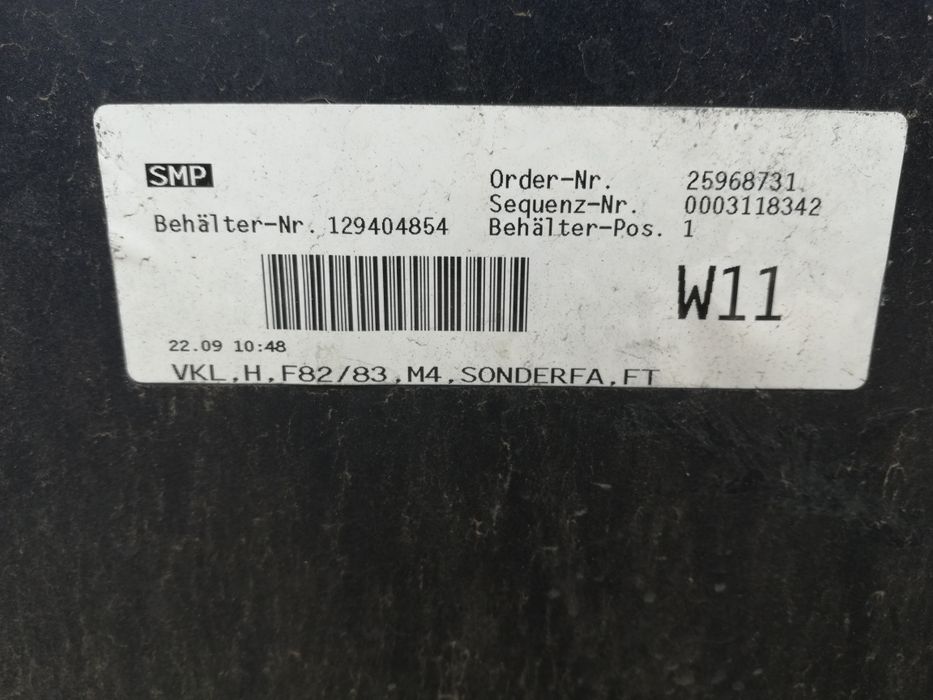 SMP
Order-Nr. 25968731
Sequenz-Nr. 0003118342
Behälter-Nr. 129404854 Behälter-Pos. 1
W11
22.09 10:48
VKL,H,F82/83,M4,SONDERFA,FT